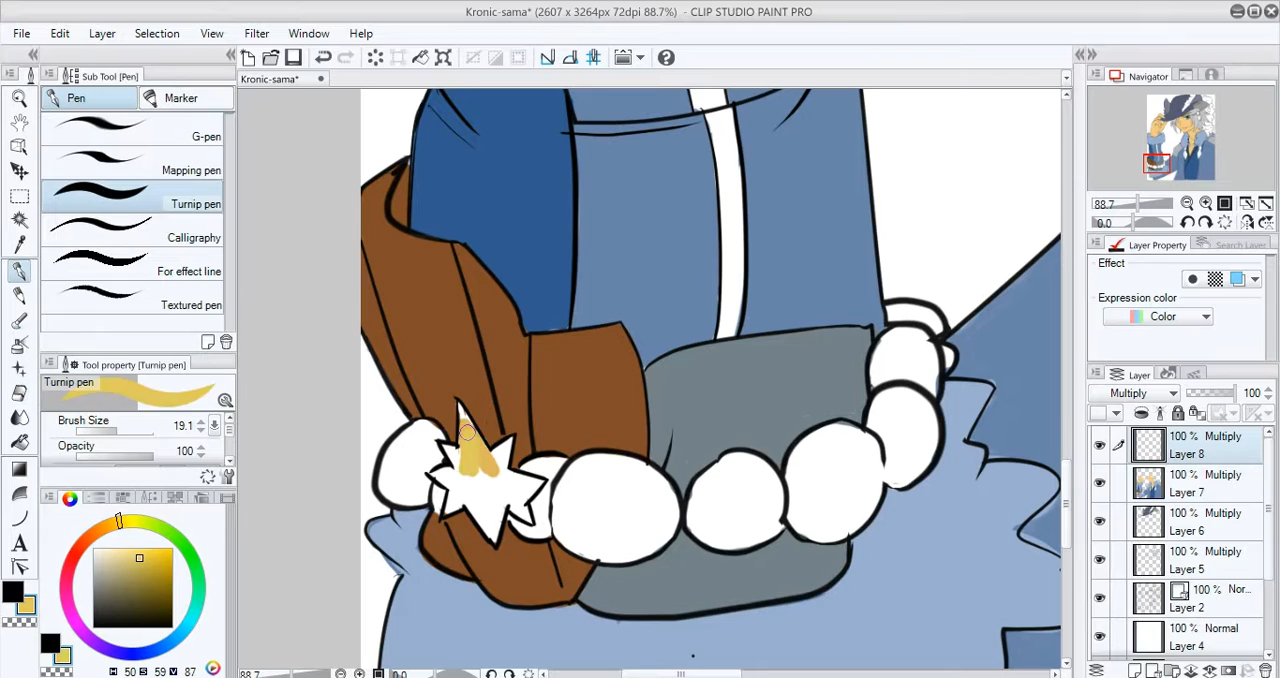 Kronic-sama* (2607 x 3264px 72dpi 88.7%) - CLIP STUDIO PAINT PRO
File Edit Layer Selection View Filter Window Help
Sub Tool [Pen]
Kronic-sama*
Navigator
Pen Marker
G-pen
Mapping pen
Turnip pen
Calligraphy
For effect line
Textured pen
88.7
0.0
Layer Property Search Layer
Effect
Expression color
Color
Tool property [Turnip pen]
Turnip pen
Brush Size 19.1
Opacity 100
Layer
Multiply 100
100 % Multiply
Layer 8
100 % Multiply
Layer 7
100 % Multiply
Layer 6
100 % Multiply
Layer 5
100 % Nor...
Layer 2
100 % Normal
Layer 4
H 50 S 59 V 87
88.7 0.0